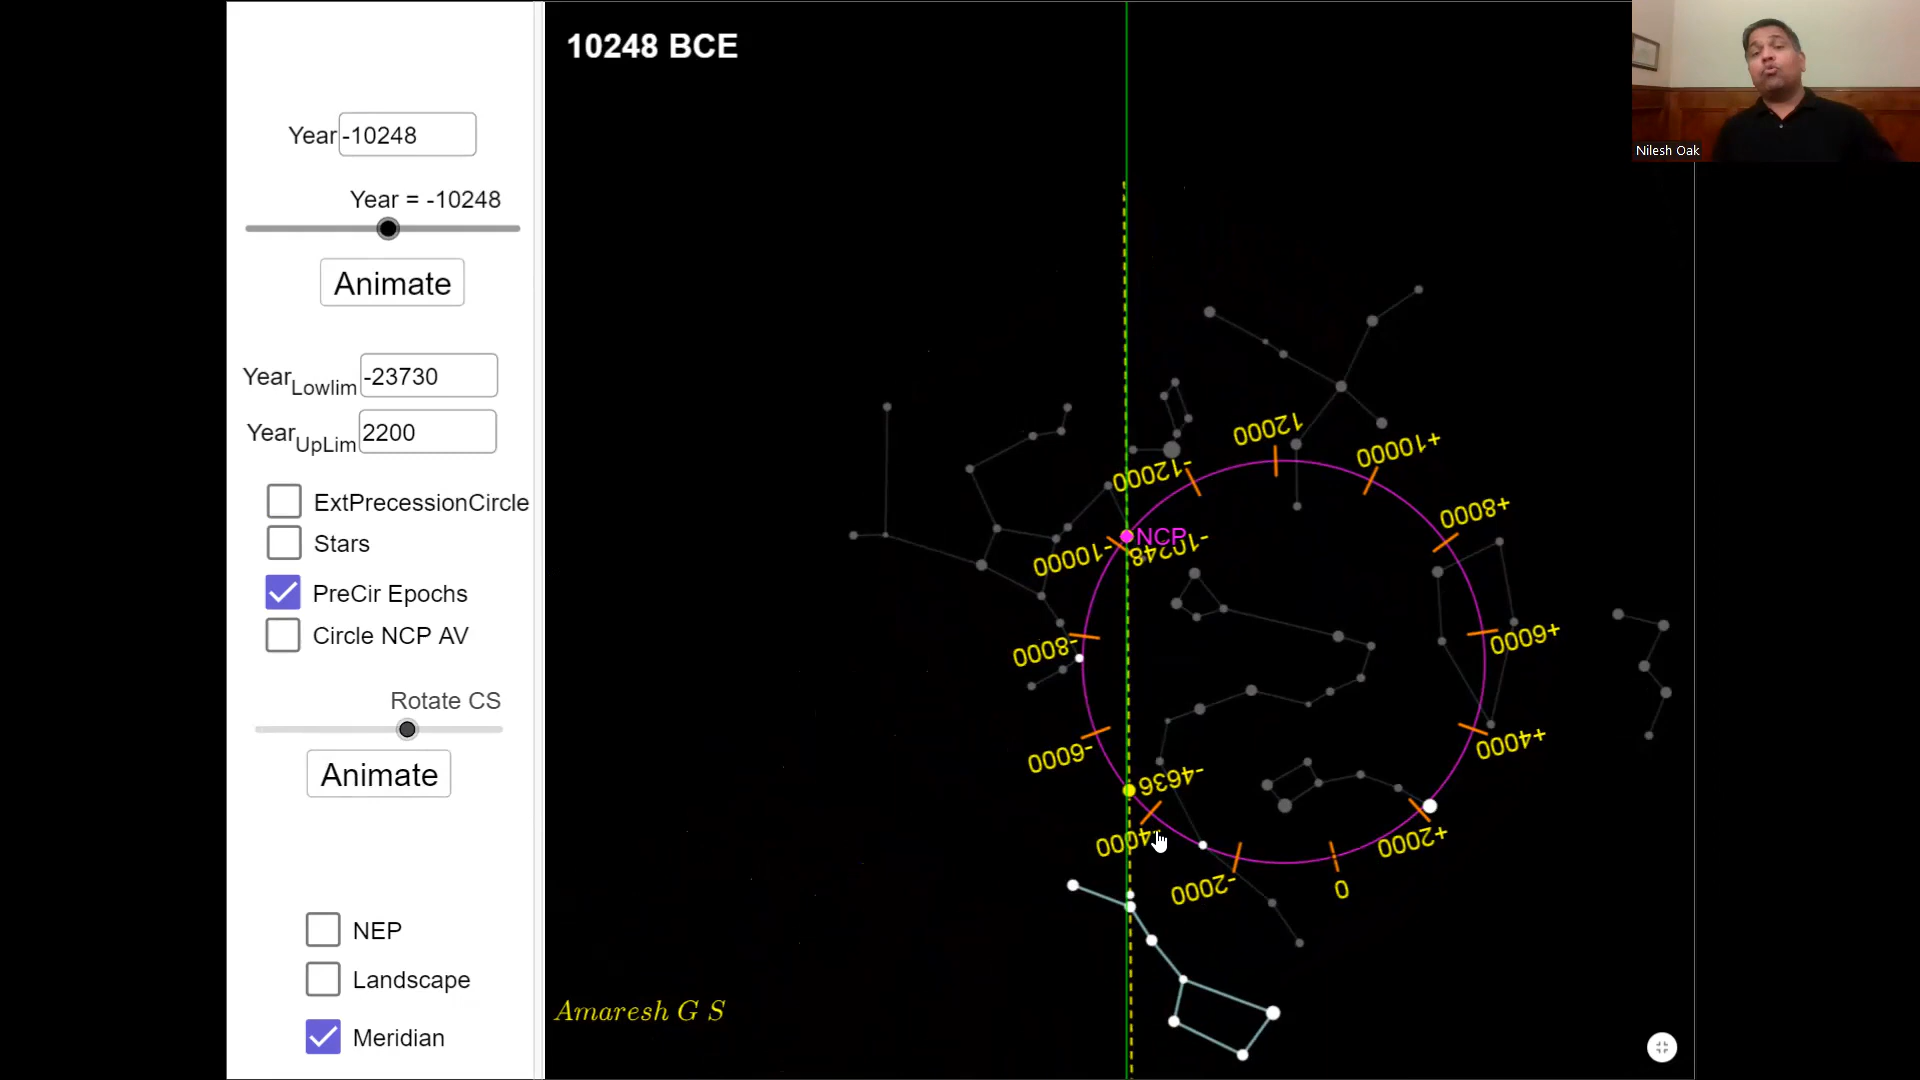 10248 BCE
Nilesh Oak
Year -10248
Year = -10248
Animate
YearLowlim -23730
YearUpLim 2200
ExtPrecessionCircle
Stars
PreCir Epochs
Circle NCP AV
Rotate CS
Animate
NEP
Landscape
Meridian
12000
+10000
-12000
+8000
NCP
-10248
-10000
+6000
-8000
+4000
-6000
-4636
+2000
-4000
-2000
0
Amaresh G S